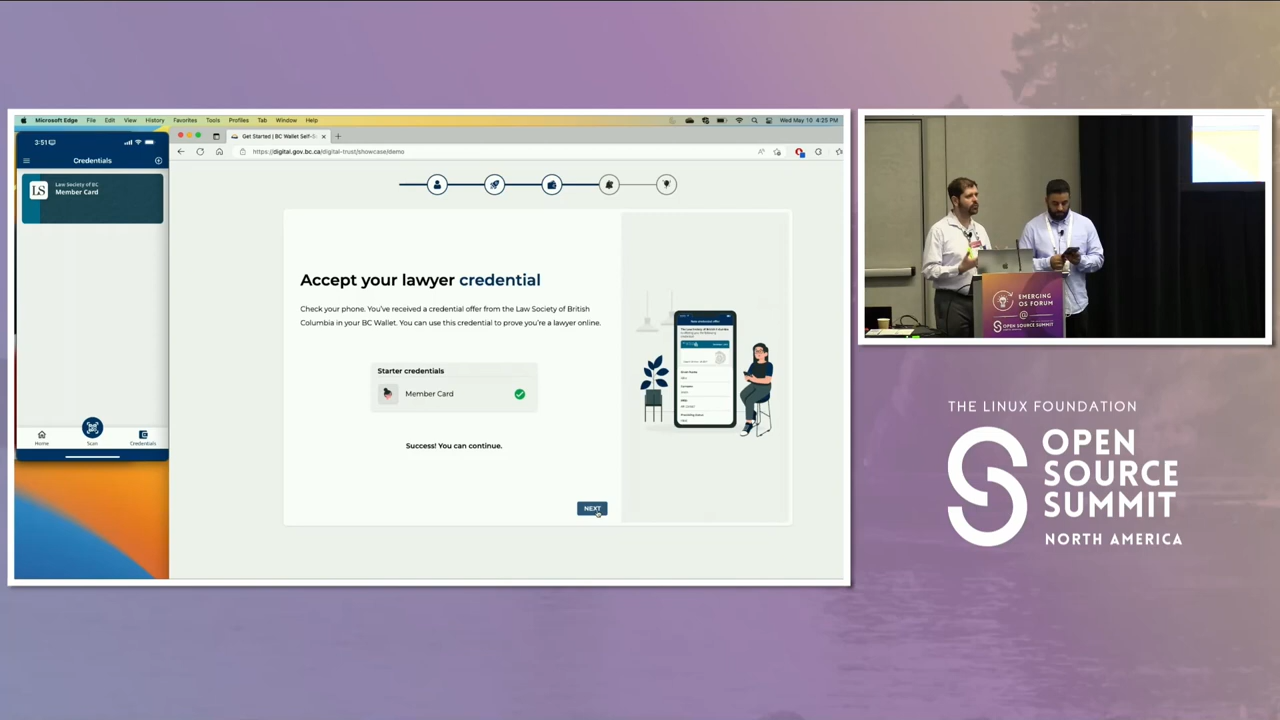 Microsoft Edge File Edit View History Favorites Tools Profiles Tab Window Help
Wed May 10 4:25 PM
Get Started | BC Wallet Self-S
https://digital.gov.bc.ca/digital-trust/showcase/demo
3:51
Credentials
LS
Law Society of BC
Member Card
Home
Scan
Credentials
Accept your lawyer credential
Check your phone. You've received a credential offer from the Law Society of British
Columbia in your BC Wallet. You can use this credential to prove you're a lawyer online.
Starter credentials
Member Card
Success! You can continue.
NEXT
EMERGING
OS FORUM
@
OPEN SOURCE SUMMIT
THE LINUX FOUNDATION
OPEN
SOURCE
SUMMIT
NORTH AMERICA